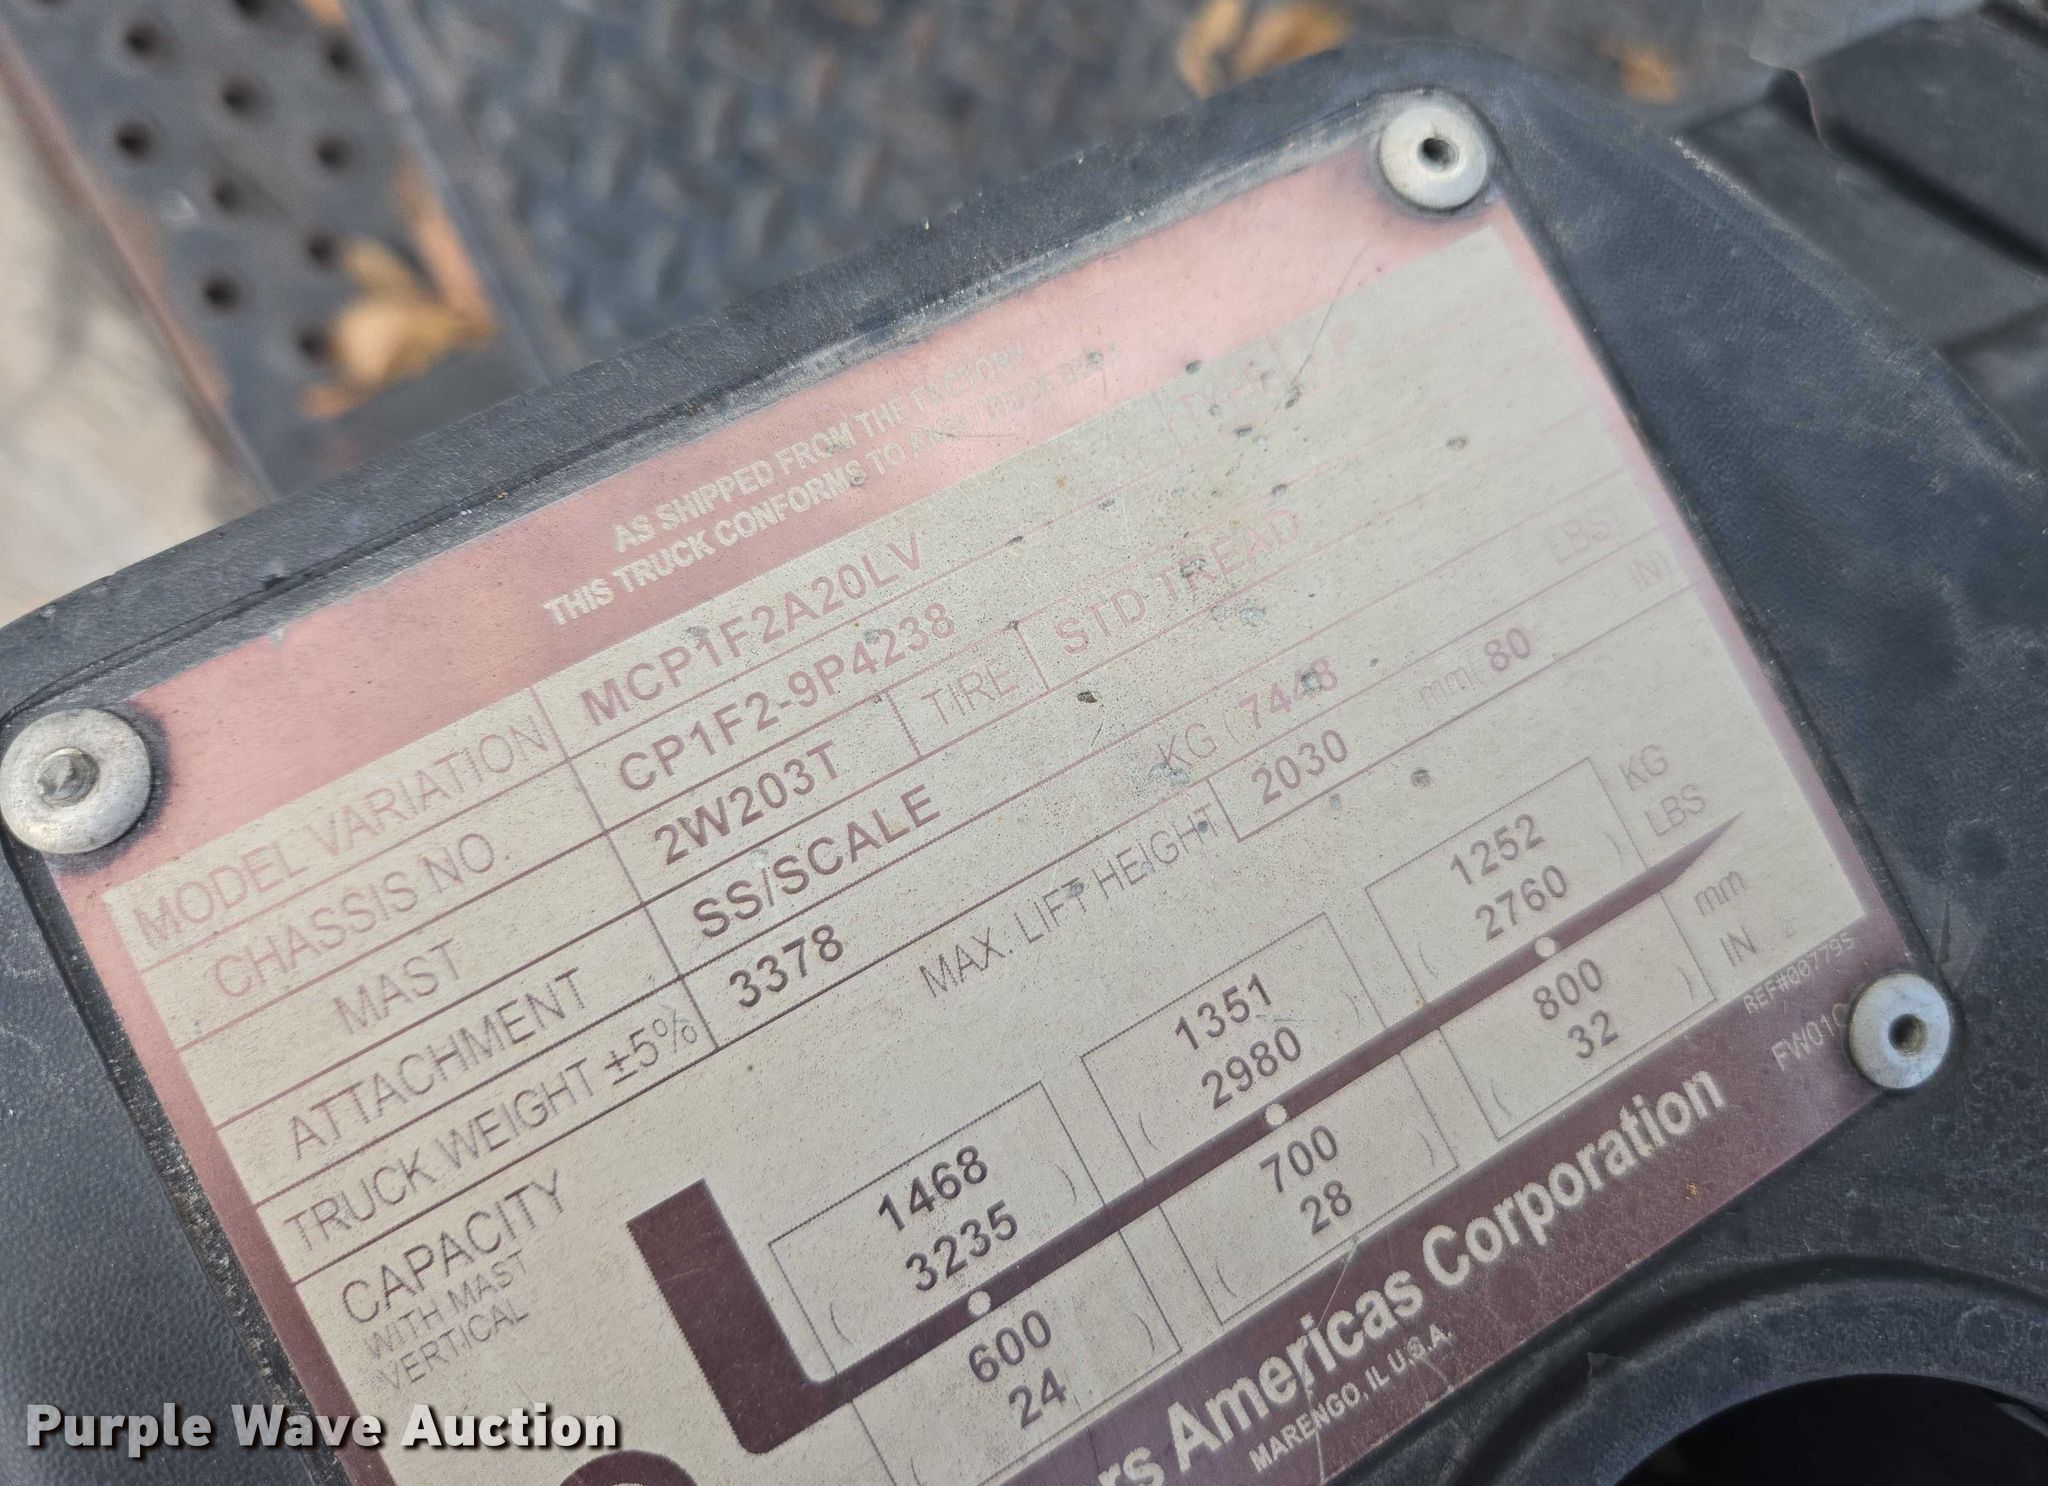 AS SHIPPED FROM THE FACTORY
THIS TRUCK CONFORMS TO
MODEL VARIATION MCP1F2A20LV TYPE
CHASSIS NO. CP1F2-9P4238
MAST 2W203T TIRE STD TREAD
ATTACHMENT SS/SCALE
TRUCK WEIGHT ±5% 3378 KG ( 7448 LBS)
MAX. LIFT HEIGHT 2030 mm( 80 IN)
CAPACITY
WITH MAST
VERTICAL
1468 1351 1252 KG
( 3235 ) ( 2980 ) ( 2760 ) LBS
600 700 800 mm
24 ( 28 ) ( 32 ) IN
REF#007795
FW010
Americas Corporation
MARENGO, IL U.S.A.
Purple Wave Auction